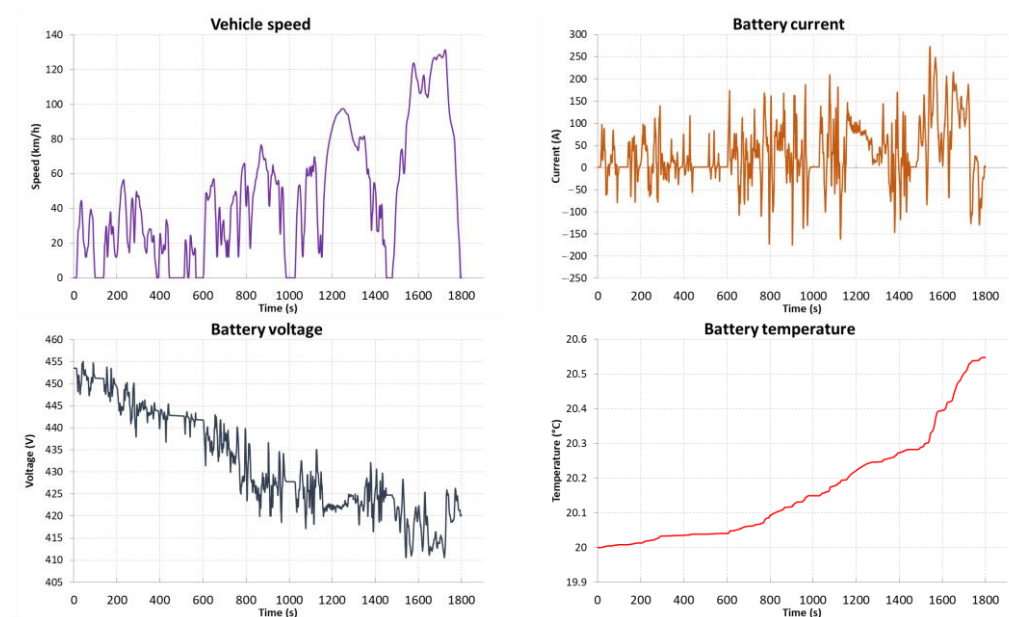 Vehicle speed
140
120
100
80
60
40
20
0
Speed (km/h)
0 200 400 600 800 1000 1200 1400 1600 1800
Time (s)
Battery current
300
250
200
150
100
50
0
−50
−100
−150
−200
−250
Current (A)
0 200 400 600 800 1000 1200 1400 1600 1800
Time (s)
Battery voltage
460
455
450
445
440
435
430
425
420
415
410
405
Voltage (V)
0 200 400 600 800 1000 1200 1400 1600 1800
Time (s)
Battery temperature
20.6
20.5
20.4
20.3
20.2
20.1
20
19.9
Temperature (°C)
0 200 400 600 800 1000 1200 1400 1600 1800
Time (s)